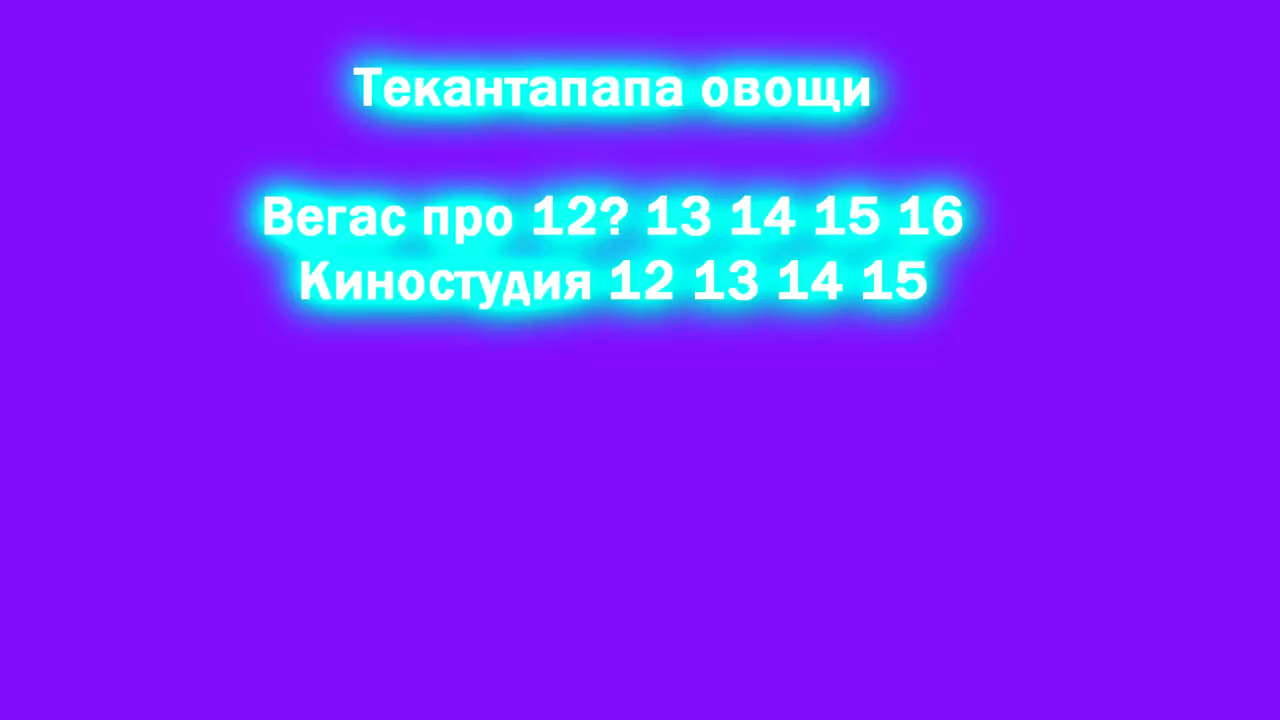 Текантапапа овощи
Вегас про 12? 13 14 15 16
Киностудия 12 13 14 15